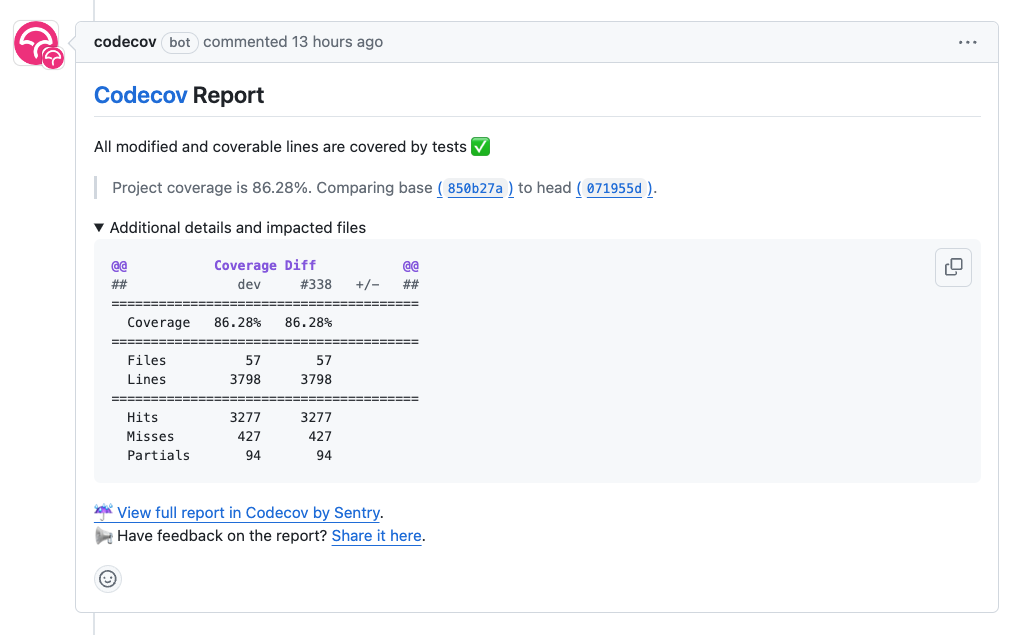 codecov bot commented 13 hours ago
Codecov Report
All modified and coverable lines are covered by tests ✅
Project coverage is 86.28%. Comparing base (850b27a) to head (071955d).
▼ Additional details and impacted files
@@           Coverage Diff           @@
##              dev     #338   +/-   ##
=======================================
  Coverage   86.28%   86.28%
=======================================
  Files          57       57
  Lines        3798     3798
=======================================
  Hits         3277     3277
  Misses        427      427
  Partials       94       94
☔ View full report in Codecov by Sentry.
📢 Have feedback on the report? Share it here.